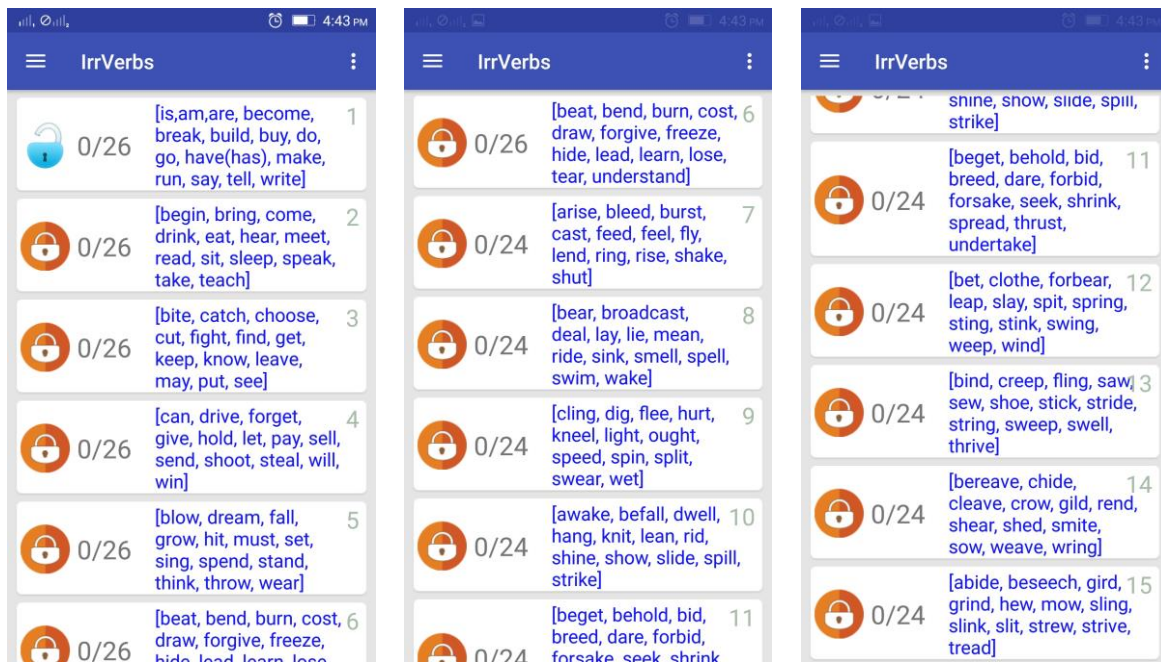 4:43 PM
IrrVerbs
0/26
[is,am,are, become,
break, build, buy, do,
go, have(has), make,
run, say, tell, write]
1
0/26
[begin, bring, come,
drink, eat, hear, meet,
read, sit, sleep, speak,
take, teach]
2
0/26
[bite, catch, choose,
cut, fight, find, get,
keep, know, leave,
may, put, see]
3
0/26
[can, drive, forget,
give, hold, let, pay, sell,
send, shoot, steal, will,
win]
4
0/26
[blow, dream, fall,
grow, hit, must, set,
sing, spend, stand,
think, throw, wear]
5
0/26
[beat, bend, burn, cost,
draw, forgive, freeze,
hide, lead, learn, lose,
6
4:43 PM
IrrVerbs
0/26
[beat, bend, burn, cost,
draw, forgive, freeze,
hide, lead, learn, lose,
tear, understand]
6
0/24
[arise, bleed, burst,
cast, feed, feel, fly,
lend, ring, rise, shake,
shut]
7
0/24
[bear, broadcast,
deal, lay, lie, mean,
ride, sink, smell, spell,
swim, wake]
8
0/24
[cling, dig, flee, hurt,
kneel, light, ought,
speed, spin, split,
swear, wet]
9
0/24
[awake, befall, dwell,
hang, knit, lean, rid,
shine, show, slide, spill,
strike]
10
0/24
[beget, behold, bid,
breed, dare, forbid,
forsake, seek, shrink,
11
4:43 PM
IrrVerbs
shine, show, slide, spill,
strike]
0/24
[beget, behold, bid,
breed, dare, forbid,
forsake, seek, shrink,
spread, thrust,
undertake]
11
0/24
[bet, clothe, forbear,
leap, slay, spit, spring,
sting, stink, swing,
weep, wind]
12
0/24
[bind, creep, fling, saw,
sew, shoe, stick, stride,
string, sweep, swell,
thrive]
13
0/24
[bereave, chide,
cleave, crow, gild, rend,
shear, shed, smite,
sow, weave, wring]
14
0/24
[abide, beseech, gird,
grind, hew, mow, sling,
slink, slit, strew, strive,
tread]
15